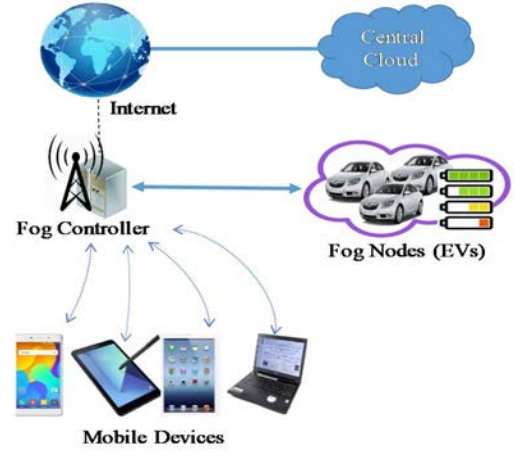 Central
Cloud
Internet
Fog Controller
Fog Nodes (EVs)
Mobile Devices